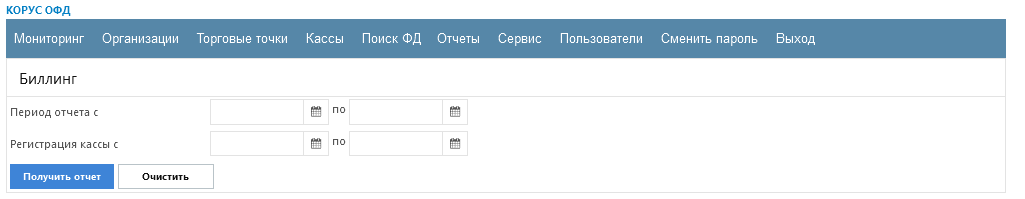 КОРУС ОФД
Мониторинг Организации Торговые точки Кассы Поиск ФД Отчеты Сервис Пользователи Сменить пароль Выход
Биллинг
Период отчета с по
Регистрация кассы с по
Получить отчет Очистить